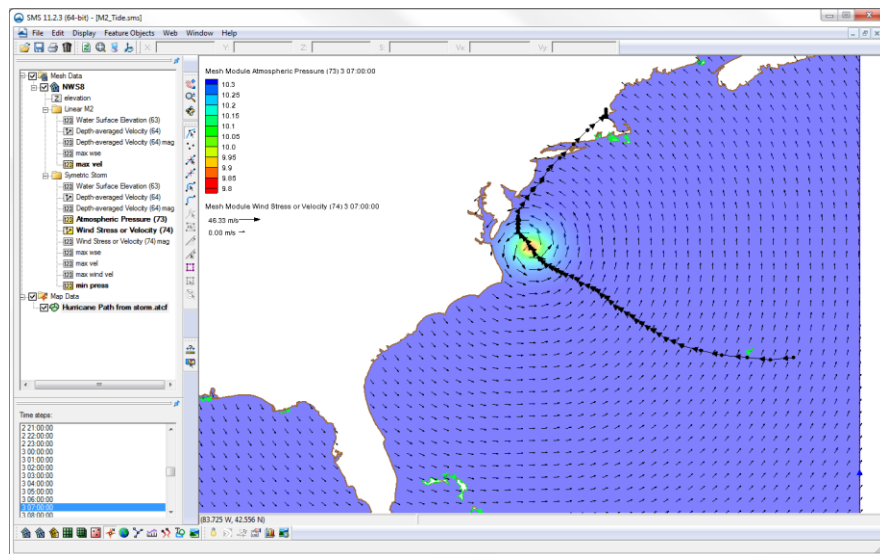 SMS 11.2.3 (64-bit) - [M2_Tide.sms]
File Edit Display Feature Objects Web Window Help
X: Y: Z: S: Vx: Vy:
Mesh Data
NWS8
elevation
Linear M2
Water Surface Elevation (63)
Depth-averaged Velocity (64)
Depth-averaged Velocity (64) mag
max wse
max vel
Symetric Storm
Water Surface Elevation (63)
Depth-averaged Velocity (64)
Depth-averaged Velocity (64) mag
Atmospheric Pressure (73)
Wind Stress or Velocity (74)
Wind Stress or Velocity (74) mag
max wse
max vel
max wind vel
min press
Map Data
Hurricane Path from storm.atcf
Time steps:
2 21:00:00
2 22:00:00
2 23:00:00
3 00:00:00
3 01:00:00
3 02:00:00
3 03:00:00
3 04:00:00
3 05:00:00
3 06:00:00
3 07:00:00
3 08:00:00
Mesh Module Atmospheric Pressure (73) 3 07:00:00
10.3
10.25
10.2
10.15
10.1
10.05
10.0
9.95
9.9
9.85
9.8
Mesh Module Wind Stress or Velocity (74) 3 07:00:00
46.33 m/s
0.00 m/s
(83.725 W, 42.556 N)